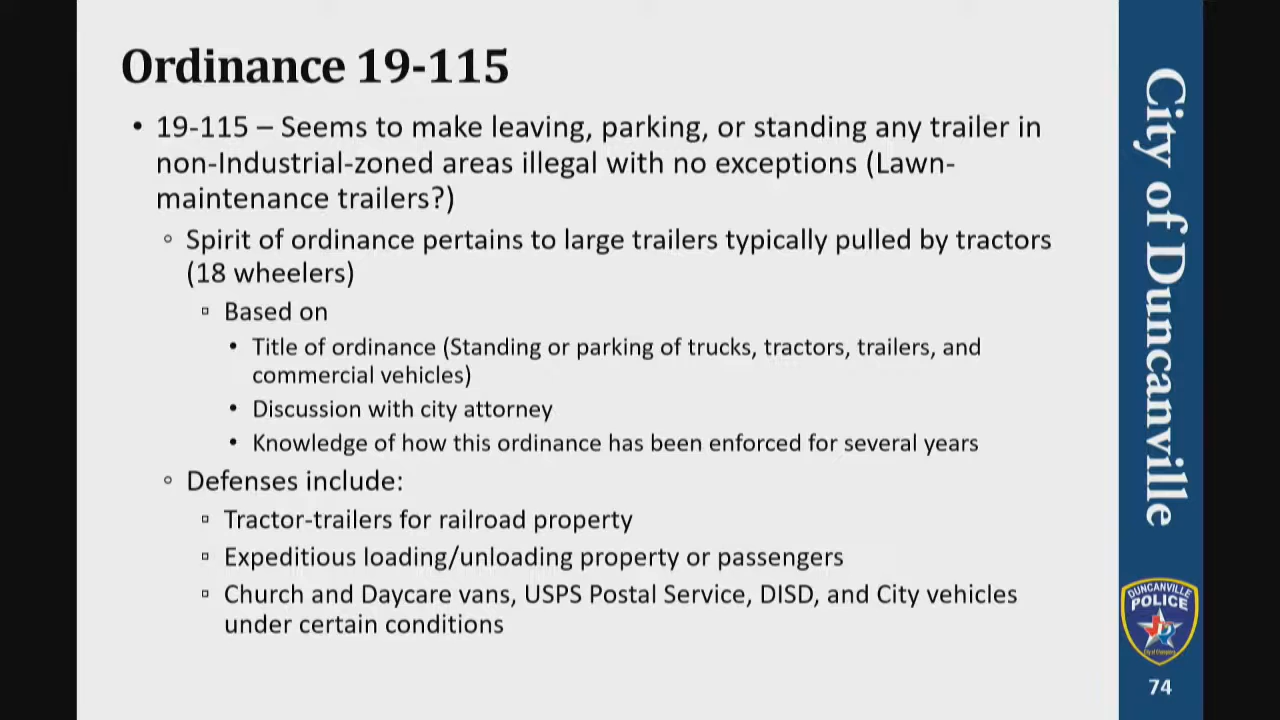 Ordinance 19-115
• 19-115 – Seems to make leaving, parking, or standing any trailer in
non-Industrial-zoned areas illegal with no exceptions (Lawn-
maintenance trailers?)
Spirit of ordinance pertains to large trailers typically pulled by tractors
(18 wheelers)
Based on
• Title of ordinance (Standing or parking of trucks, tractors, trailers, and
commercial vehicles)
• Discussion with city attorney
• Knowledge of how this ordinance has been enforced for several years
Defenses include:
Tractor-trailers for railroad property
Expeditious loading/unloading property or passengers
Church and Daycare vans, USPS Postal Service, DISD, and City vehicles
under certain conditions
City of Duncanville
DUNCANVILLE
POLICE
City of Champions
74